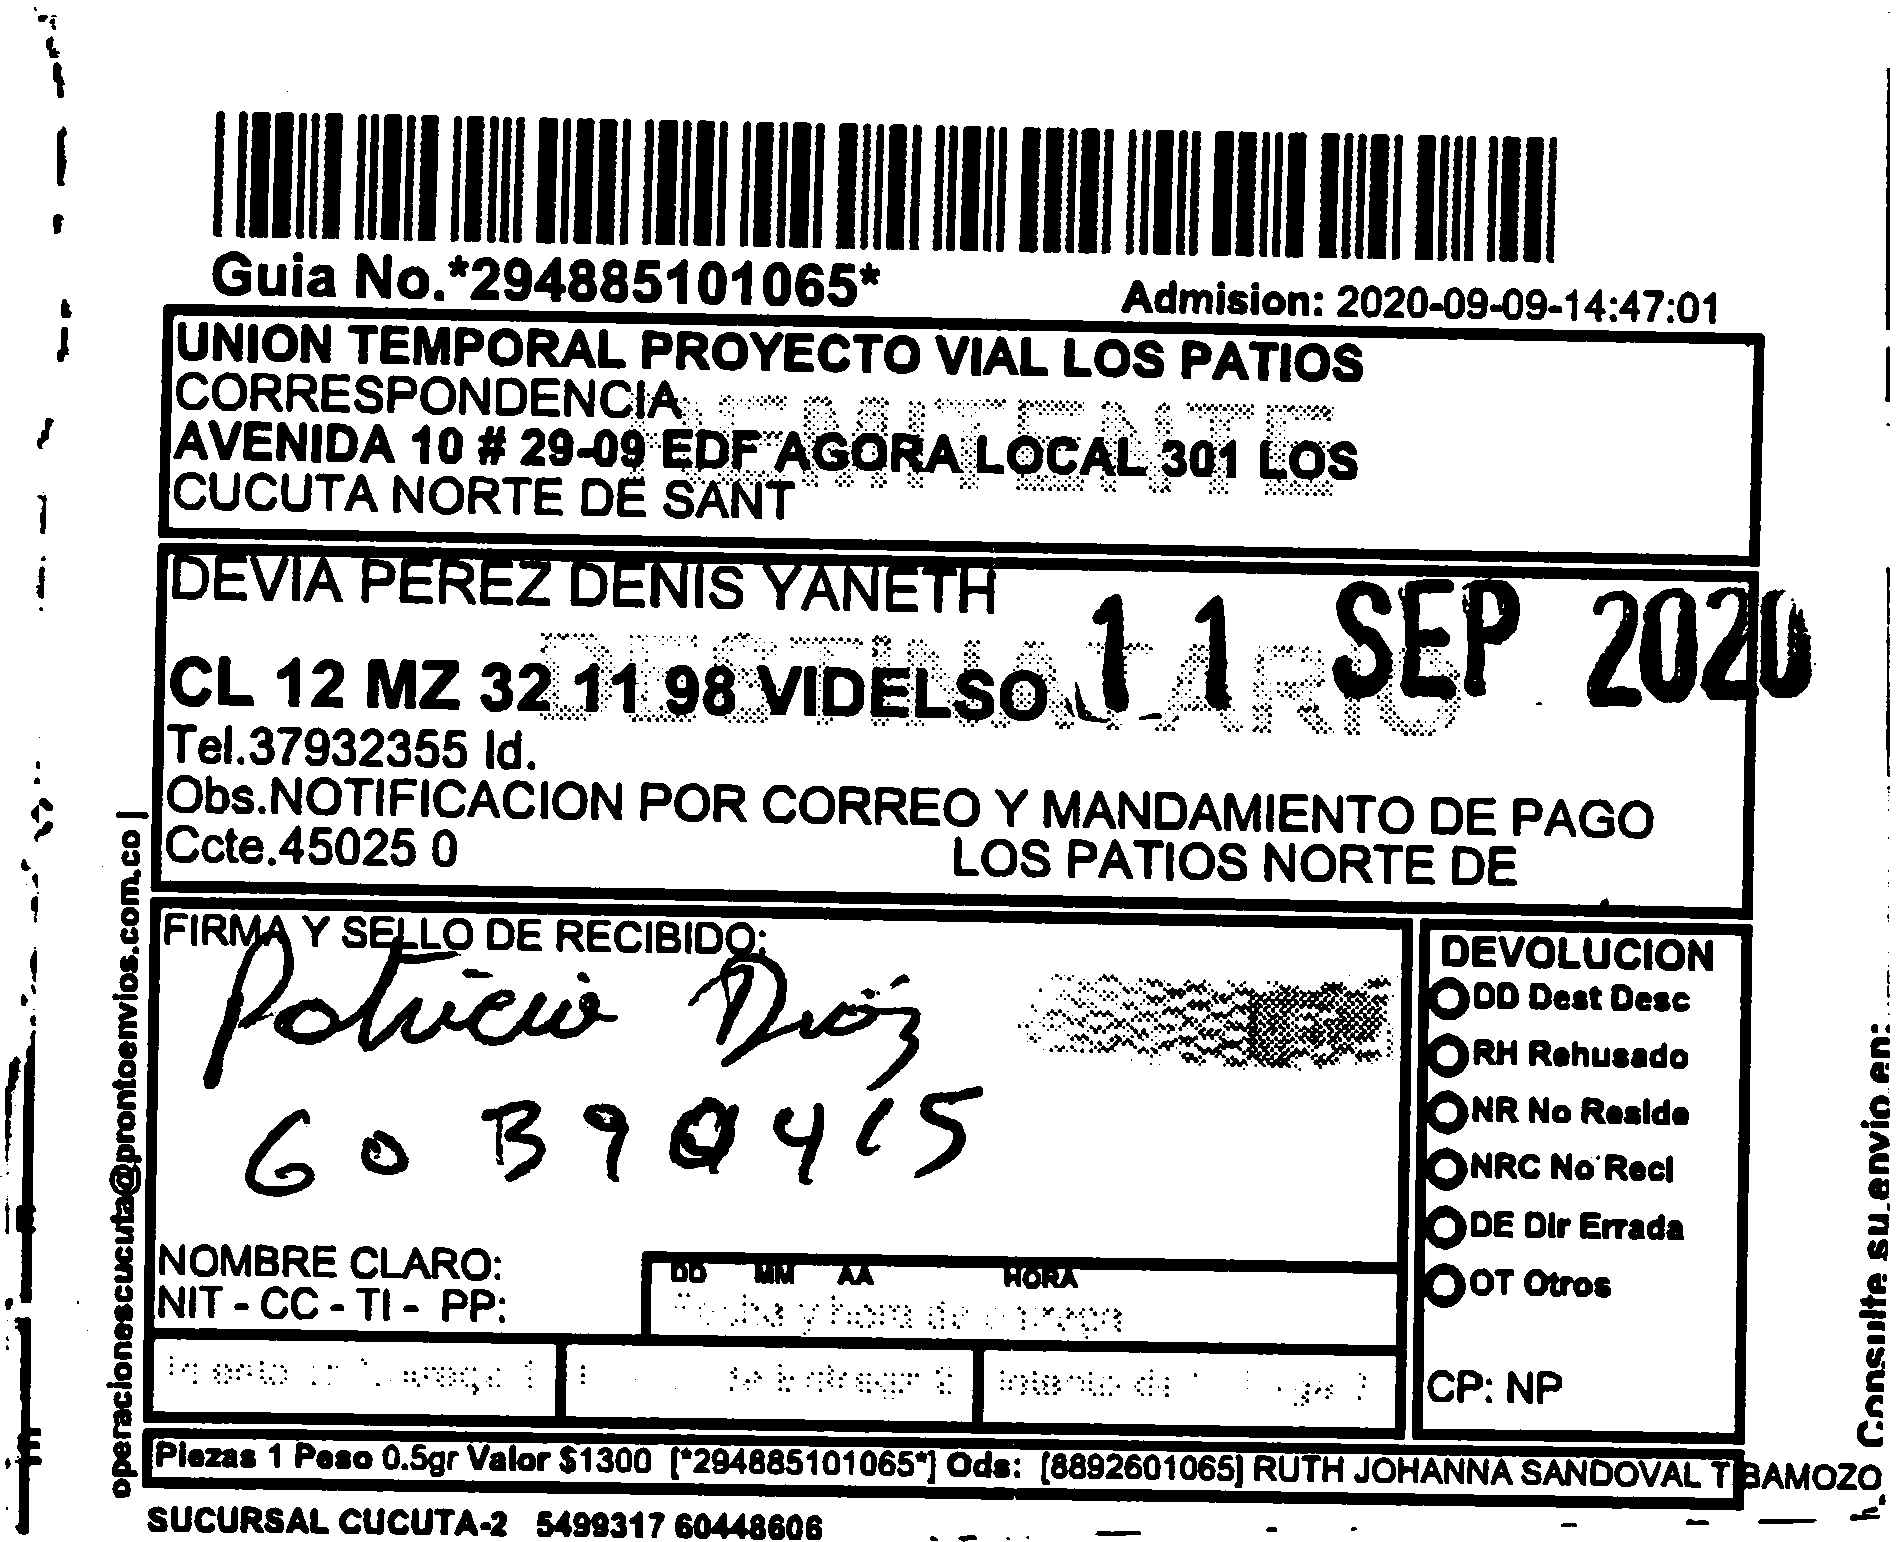 Guia No.*294885101065*
Admision: 2020-09-09-14:47:01
UNION TEMPORAL PROYECTO VIAL LOS PATIOS
CORRESPONDENCIA
REMITENTE
AVENIDA 10 # 29-09 EDF AGORA LOCAL 301 LOS
CUCUTA NORTE DE SANT
DEVIA PEREZ DENIS YANETH
11 SEP 2020
DESTINATARIO
CL 12 MZ 32 11 98 VIDELSO
Tel.37932355 Id.
Obs.NOTIFICACION POR CORREO Y MANDAMIENTO DE PAGO
Ccte.45025 0
LOS PATIOS NORTE DE
FIRMA Y SELLO DE RECIBIDO:
Patricia
NOMBRE CLARO:
NIT - CC - TI - PP:
DD MM AA HORA
DEVOLUCION
DD Dest Desc
RH Rehusado
NR No Reside
NRC No Recl
DE Dir Errada
OT Otros
CP: NP
Piezas 1 Peso 0.5gr Valor $1300 [*294885101065*] Ods: [8892601065] RUTH JOHANNA SANDOVAL TIBAMOZO
SUCURSAL CUCUTA-2 5499317 60448606
operacionescucuta@prontoenvios.com.co |
Consulte su envio en: